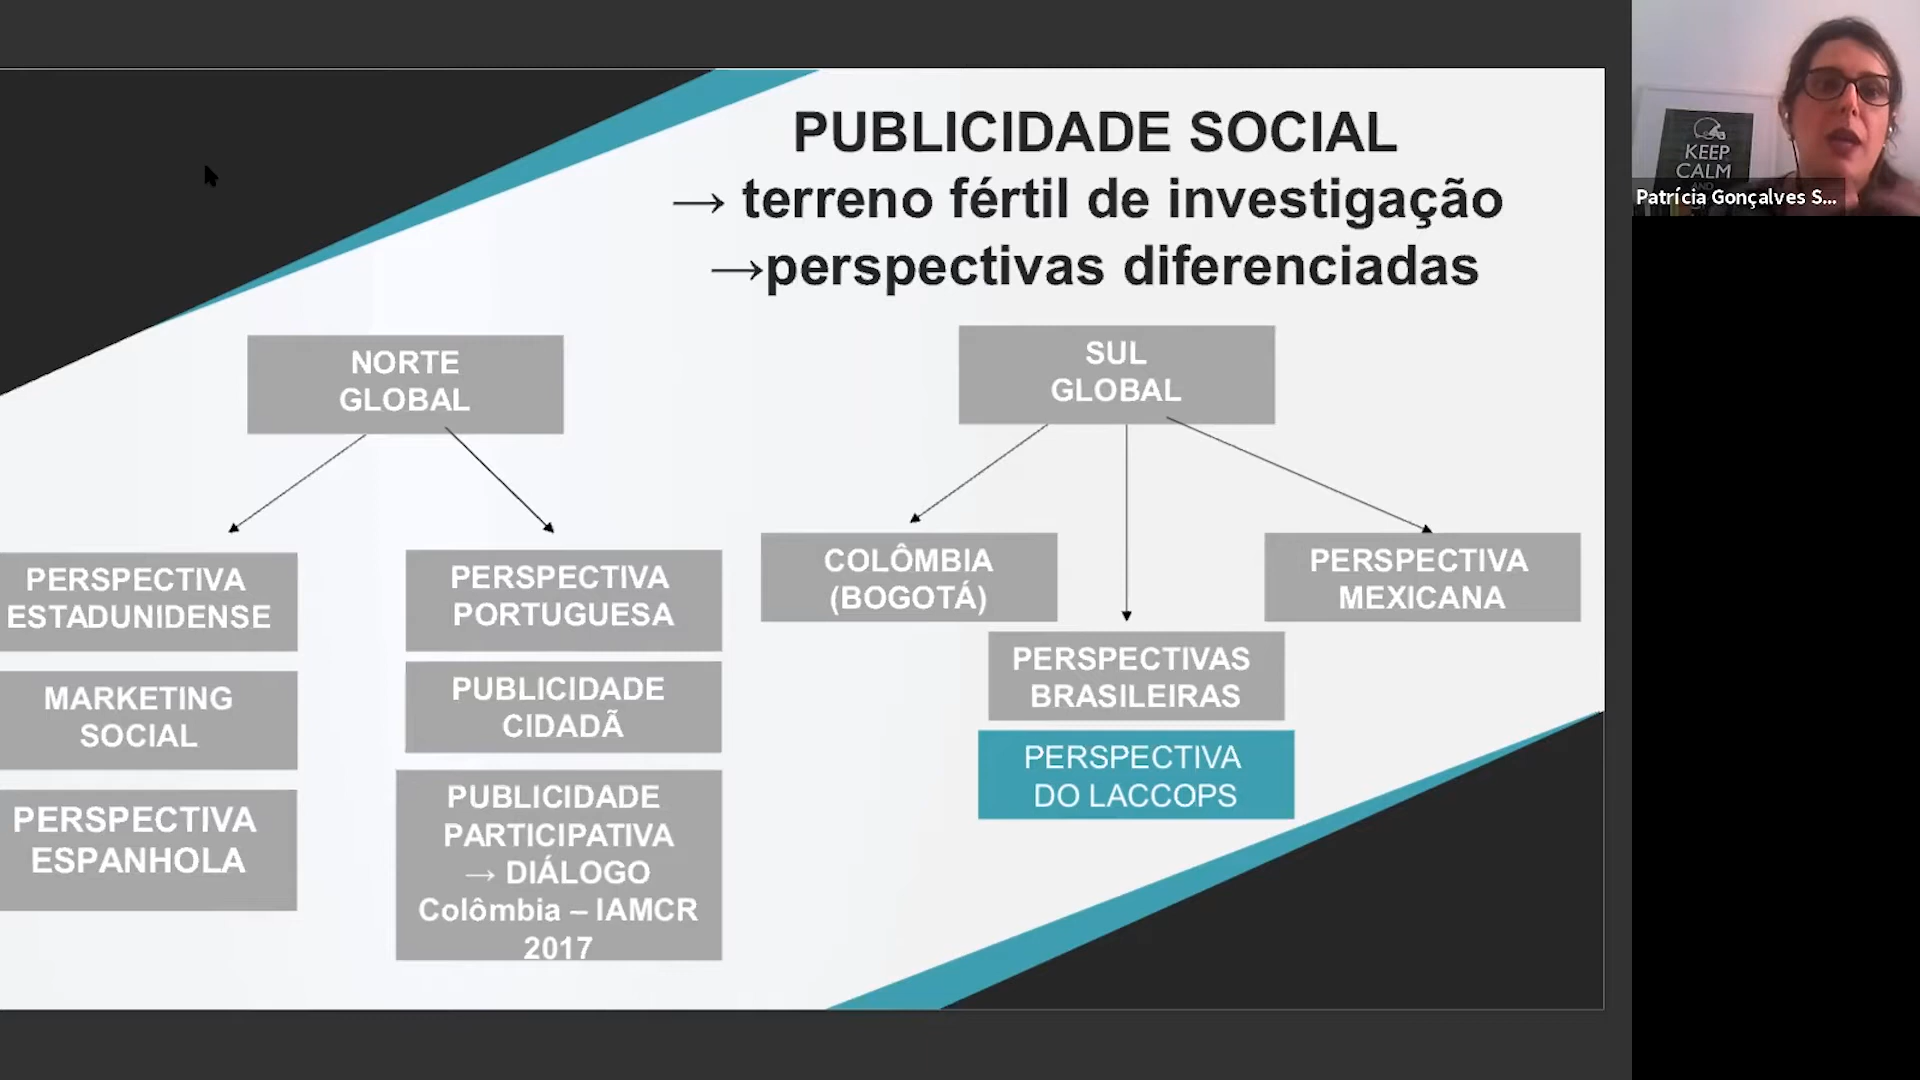 PUBLICIDADE SOCIAL
→ terreno fértil de investigação
→perspectivas diferenciadas
NORTE
GLOBAL
PERSPECTIVA
ESTADUNIDENSE
MARKETING
SOCIAL
PERSPECTIVA
ESPANHOLA
PERSPECTIVA
PORTUGUESA
PUBLICIDADE
CIDADÃ
PUBLICIDADE
PARTICIPATIVA
→ DIÁLOGO
Colômbia – IAMCR
2017
SUL
GLOBAL
COLÔMBIA
(BOGOTÁ)
PERSPECTIVAS
BRASILEIRAS
PERSPECTIVA
DO LACCOPS
PERSPECTIVA
MEXICANA
KEEP
CALM
AND
Patrícia Gonçalves S...